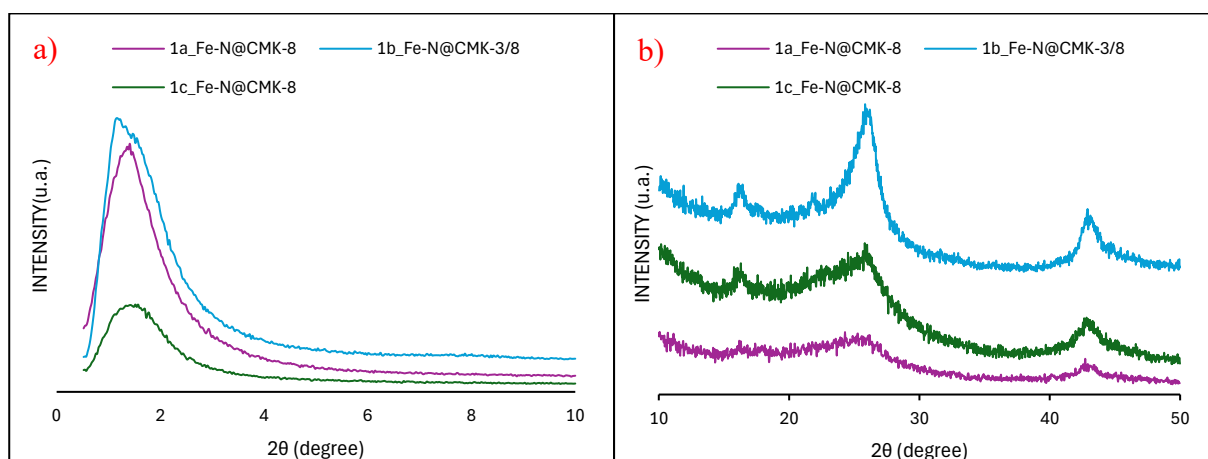 a)
1a_Fe-N@CMK-8 1b_Fe-N@CMK-3/8
1c_Fe-N@CMK-8
INTENSITY(u.a.)
0 2 4 6 8 10
2θ (degree)
b)
1a_Fe-N@CMK-8 1b_Fe-N@CMK-3/8
1c_Fe-N@CMK-8
INTENSITY (u.a.)
10 20 30 40 50
2θ (degree)